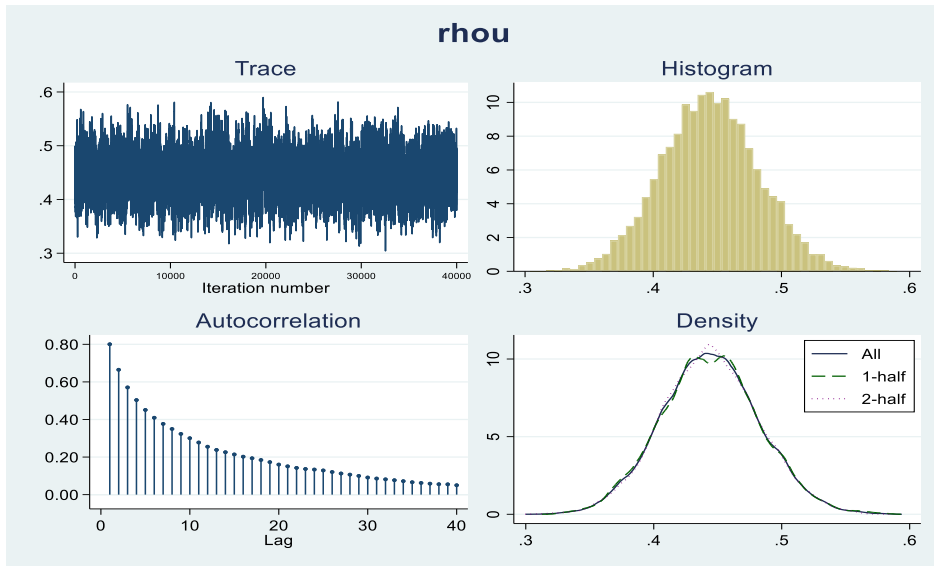 rhou
Trace
.6
.5
.4
.3
0 10000 20000 30000 40000
Iteration number
Histogram
10
8
6
4
2
0
.3 .4 .5 .6
Autocorrelation
0.80
0.60
0.40
0.20
0.00
0 10 20 30 40
Lag
Density
10
5
0
.3 .4 .5 .6
All
1-half
2-half